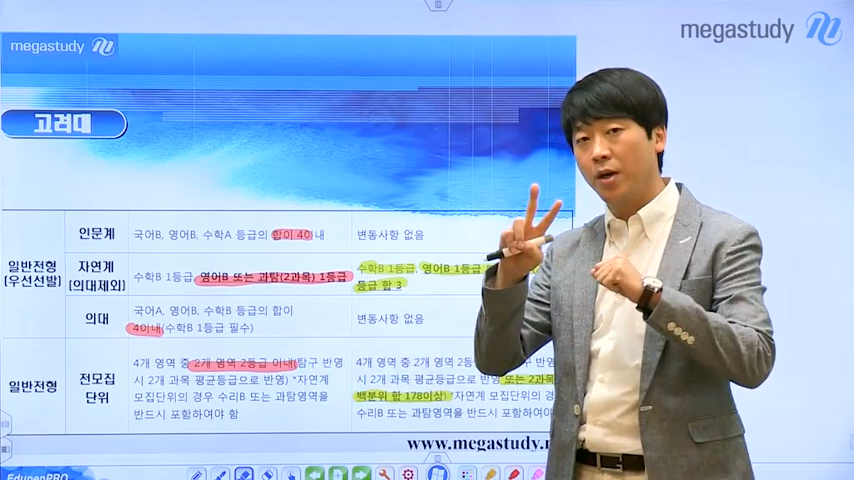 megastudy
megastudy
고려대
일반전형
[우선선발]
인문계
국어B, 영어B, 수학A 등급의 합이 4이내
변동사항 없음
자연계
[의대제외]
수학B 1등급, 영어B 또는 과탐(2과목) 1등급
수학B 1등급, 영어B 1등급
등급 합 3
의대
국어A, 영어B, 수학B 등급의 합이
4이내(수학B 1등급 필수)
변동사항 없음
일반전형
전모집
단위
4개 영역 중 2개 영역 2등급 이내(탐구 반영
시 2개 과목 평균등급으로 반영) *자연계
모집단위의 경우 수리B 또는 과탐영역을
반드시 포함하여야 함
4개 영역 중 2개 영역 2등
시 2개 과목 평균등급으로 반영 또는 2과목
백분위 합 178이상) *자연계 모집단위의 경우
수리B 또는 과탐영역을 반드시 포함하여야
www.megastudy.n
EdupenPRO